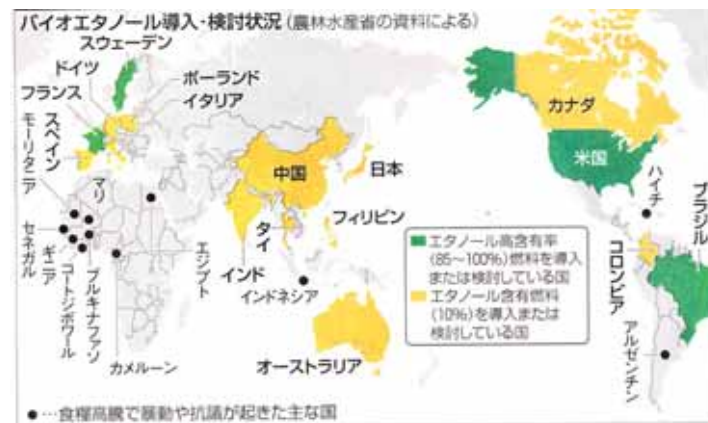 バイオエタノール導入・検討状況(農林水産省の資料による)
スウェーデン
ドイツ
ポーランド
フランス
イタリア
スペイン
モーリタニア
マリ
セネガル
ギニア
コートジボワール
ブルキナファソ
カメルーン
エジプト
中国
日本
タイ
フィリピン
インド
インドネシア
オーストラリア
カナダ
米国
ハイチ
ブラジル
コロンビア
アルゼンチン
エタノール高含有率
(85〜100%)燃料を導入
または検討している国
エタノール含有燃料
(10%)を導入または
検討している国
●…食糧高騰で暴動や抗議が起きた主な国